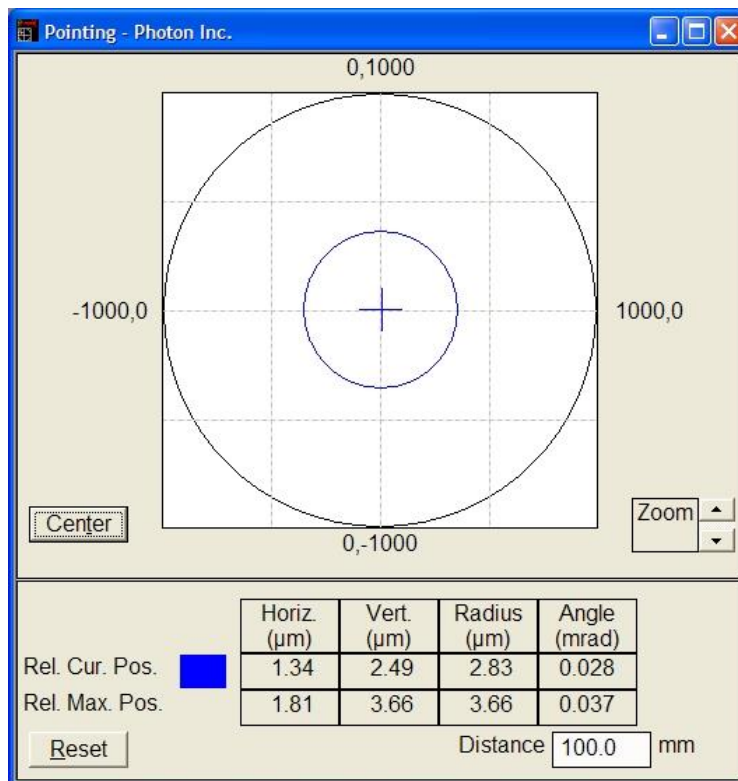 Pointing - Photon Inc.
0,1000
-1000,0
1000,0
Center
Zoom
0,-1000
Horiz. (µm) Vert. (µm) Radius (µm) Angle (mrad)
Rel. Cur. Pos. 1.34 2.49 2.83 0.028
Rel. Max. Pos. 1.81 3.66 3.66 0.037
Reset
Distance 100.0 mm